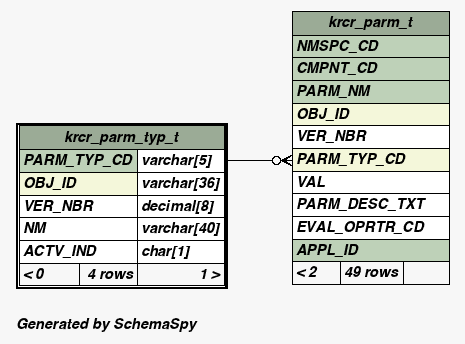 krcr_parm_t
NMSPC_CD
CMPNT_CD
PARM_NM
OBJ_ID
VER_NBR
PARM_TYP_CD
VAL
PARM_DESC_TXT
EVAL_OPRTR_CD
APPL_ID
< 2 49 rows
krcr_parm_typ_t
PARM_TYP_CD varchar[5]
OBJ_ID varchar[36]
VER_NBR decimal[8]
NM varchar[40]
ACTV_IND char[1]
< 0 4 rows 1 >
Generated by SchemaSpy